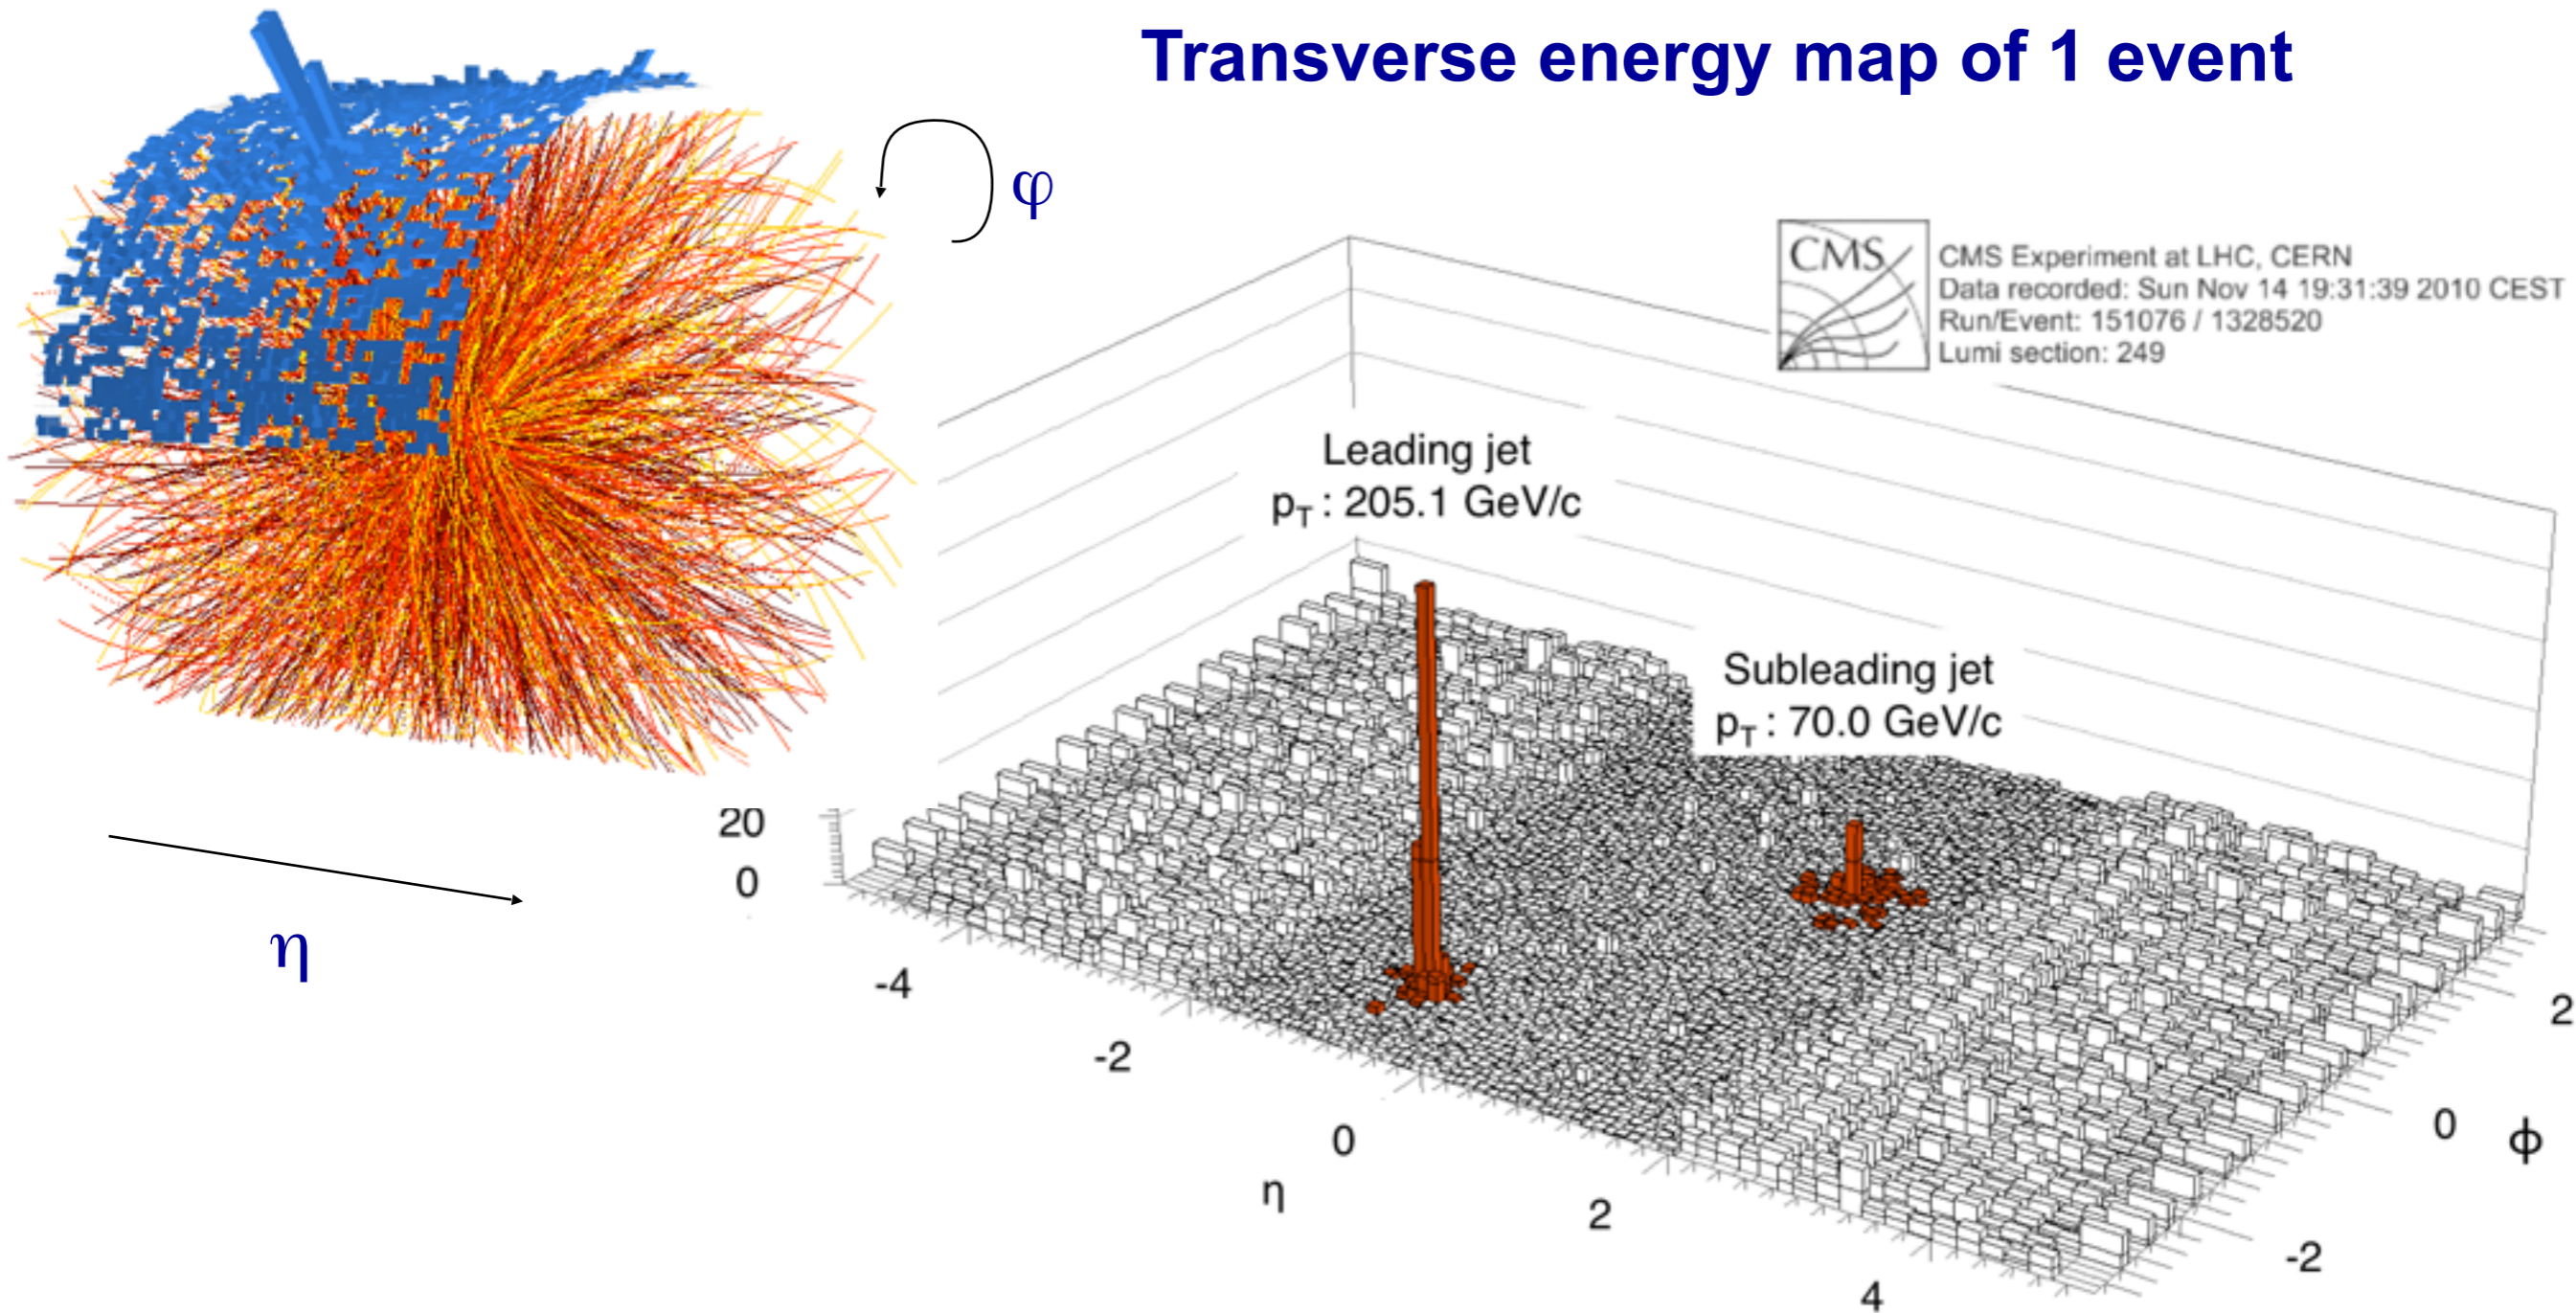 Transverse energy map of 1 event
φ
η
CMS
CMS Experiment at LHC, CERN
Data recorded: Sun Nov 14 19:31:39 2010 CEST
Run/Event: 151076 / 1328520
Lumi section: 249
Leading jet
pT : 205.1 GeV/c
Subleading jet
pT : 70.0 GeV/c
20
0
-4
-2
0
2
4
η
2
0
-2
ϕ